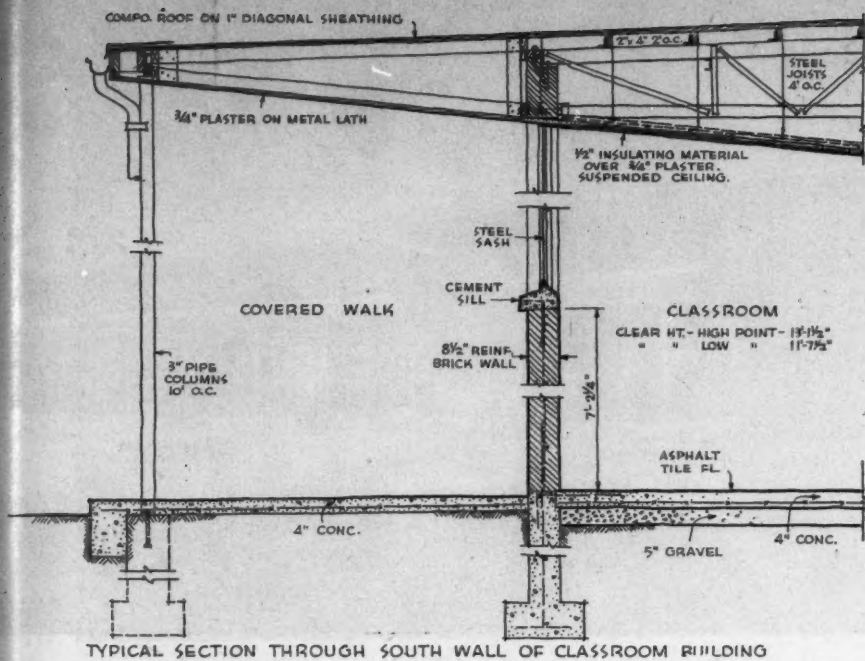 COMPO. ROOF ON 1" DIAGONAL SHEATHING
2"x 4" 2' O.C.
STEEL
JOISTS
4' O.C.
3/4" PLASTER ON METAL LATH
1/2" INSULATING MATERIAL
OVER 3/4" PLASTER.
SUSPENDED CEILING.
STEEL
SASH
CEMENT
SILL
COVERED WALK
CLASSROOM
CLEAR HT.- HIGH POINT- 13'-1 1/2"
" " LOW " 11'-7 1/2"
8 1/2" REINF.
BRICK WALL
3" PIPE
COLUMNS
10' O.C.
7'-2 1/4"
ASPHALT
TILE FL.
4" CONC.
5" GRAVEL
4" CONC.
TYPICAL SECTION THROUGH SOUTH WALL OF CLASSROOM BUILDING